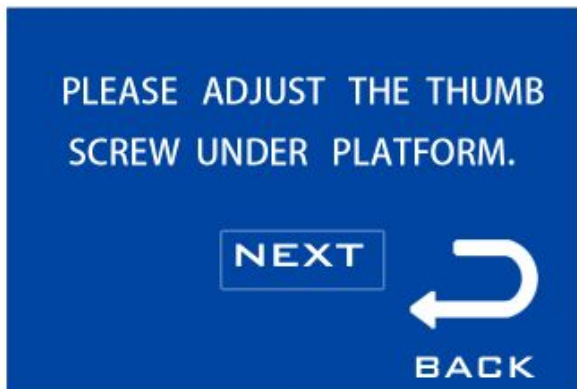 PLEASE ADJUST THE THUMB
SCREW UNDER PLATFORM.
NEXT
BACK